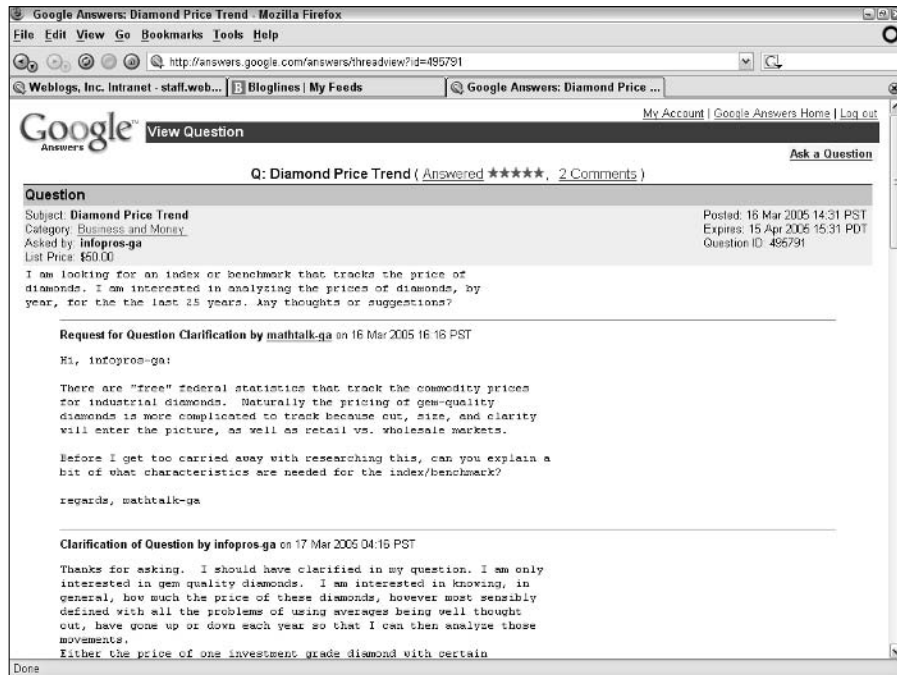 Google Answers: Diamond Price Trend - Mozilla Firefox
File Edit View Go Bookmarks Tools Help
http://answers.google.com/answers/threadview?id=495791
Weblogs, Inc. Intranet - staff.web... Bloglines | My Feeds Google Answers: Diamond Price ...
My Account | Google Answers Home | Log out
Google™ View Question
Answers
Ask a Question
Q: Diamond Price Trend ( Answered ★★★★★, 2 Comments )
Question
Subject: Diamond Price Trend Posted: 16 Mar 2005 14:31 PST
Category: Business and Money Expires: 15 Apr 2005 15:31 PDT
Asked by: infopros-ga Question ID: 495791
List Price: $50.00
I am looking for an index or benchmark that tracks the price of
diamonds. I am interested in analyzing the prices of diamonds, by
year, for the the last 25 years. Any thoughts or suggestions?
Request for Question Clarification by mathtalk-ga on 16 Mar 2005 16:16 PST
Hi, infopros-ga:
There are "free" federal statistics that track the commodity prices
for industrial diamonds. Naturally the pricing of gem-quality
diamonds is more complicated to track because cut, size, and clarity
will enter the picture, as well as retail vs. wholesale markets.
Before I get too carried away with researching this, can you explain a
bit of what characteristics are needed for the index/benchmark?
regards, mathtalk-ga
Clarification of Question by infopros-ga on 17 Mar 2005 04:16 PST
Thanks for asking. I should have clarified in my question. I am only
interested in gem quality diamonds. I am interested in knowing, in
general, how much the price of these diamonds, however most sensibly
defined with all the problems of using averages being well thought
out, have gone up or down each year so that I can then analyze those
movements.
Either the price of one investment grade diamond with certain
Done